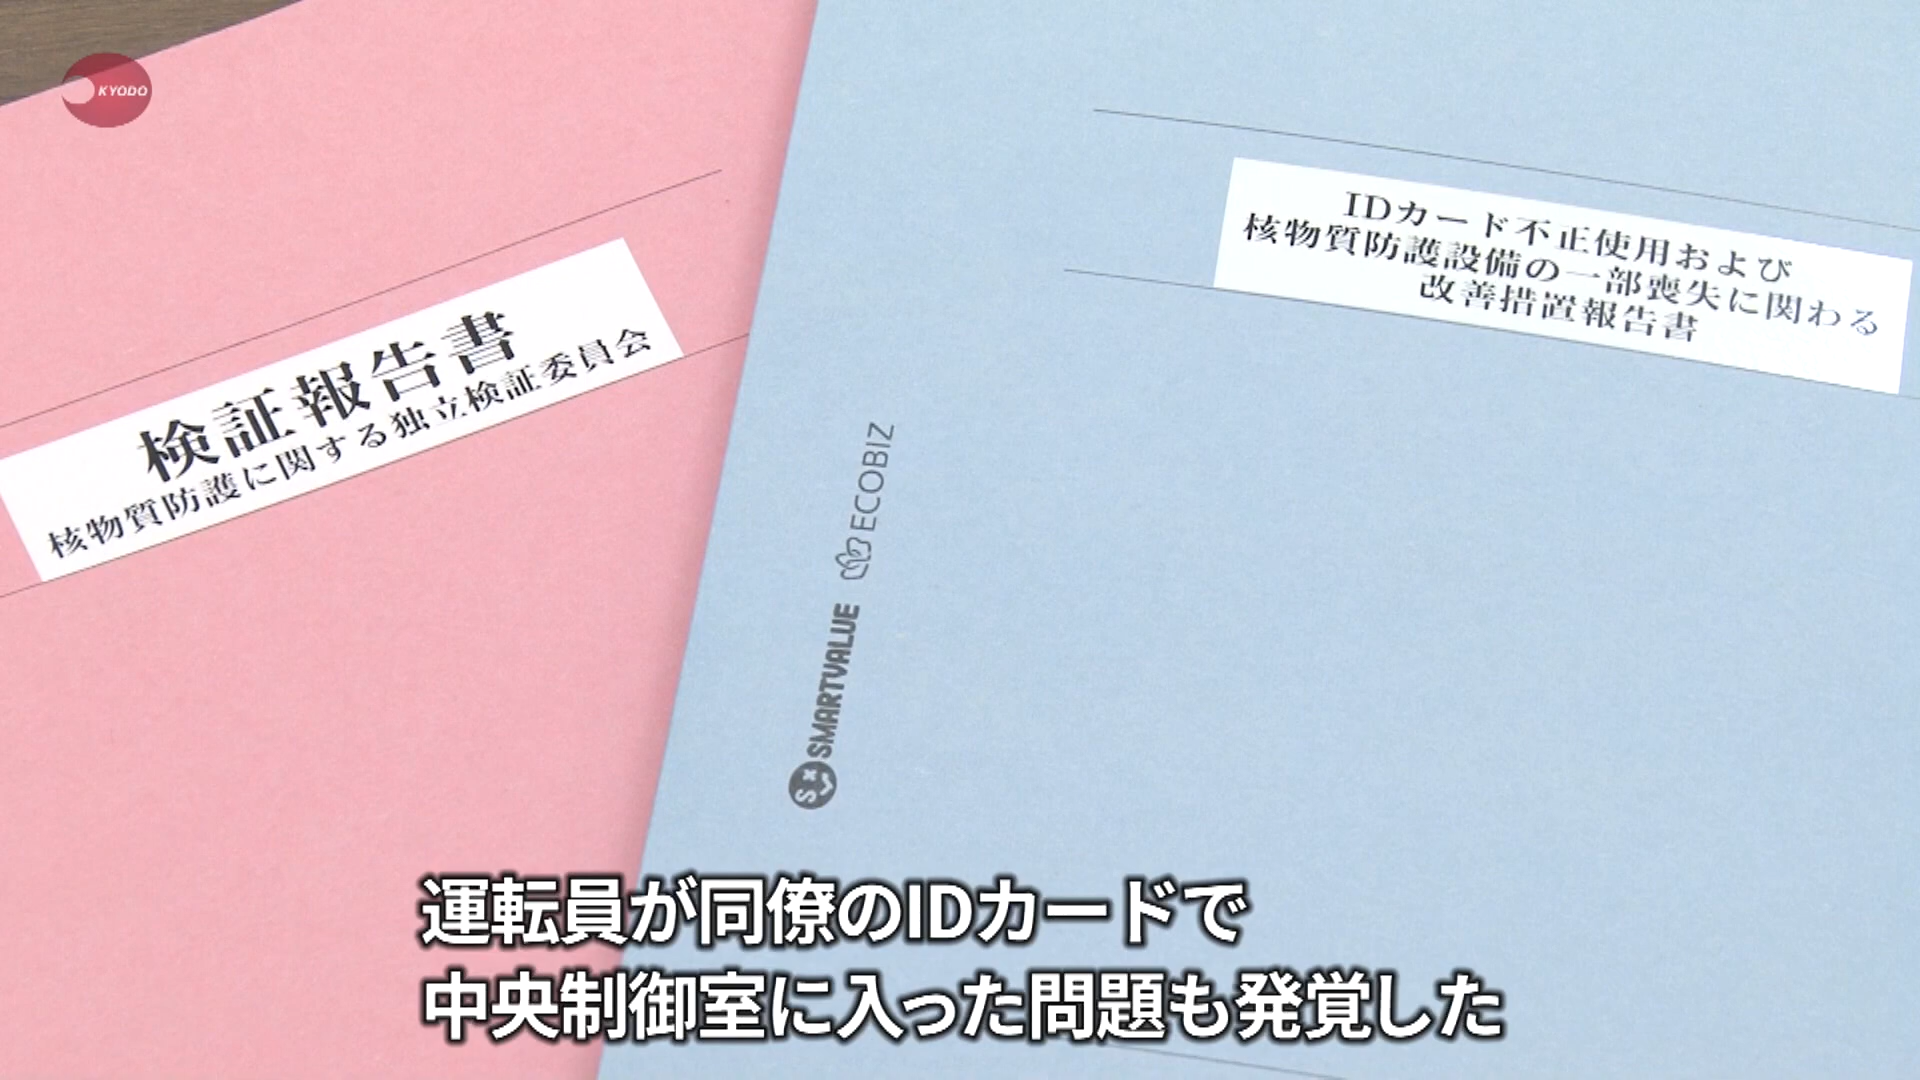 KYODO
検証報告書
核物質防護に関する独立検証委員会
IDカード不正使用および
核物質防護設備の一部喪失に関わる
改善措置報告書
ECOBIZ
SMARTVALUE
運転員が同僚のIDカードで
中央制御室に入った問題も発覚した